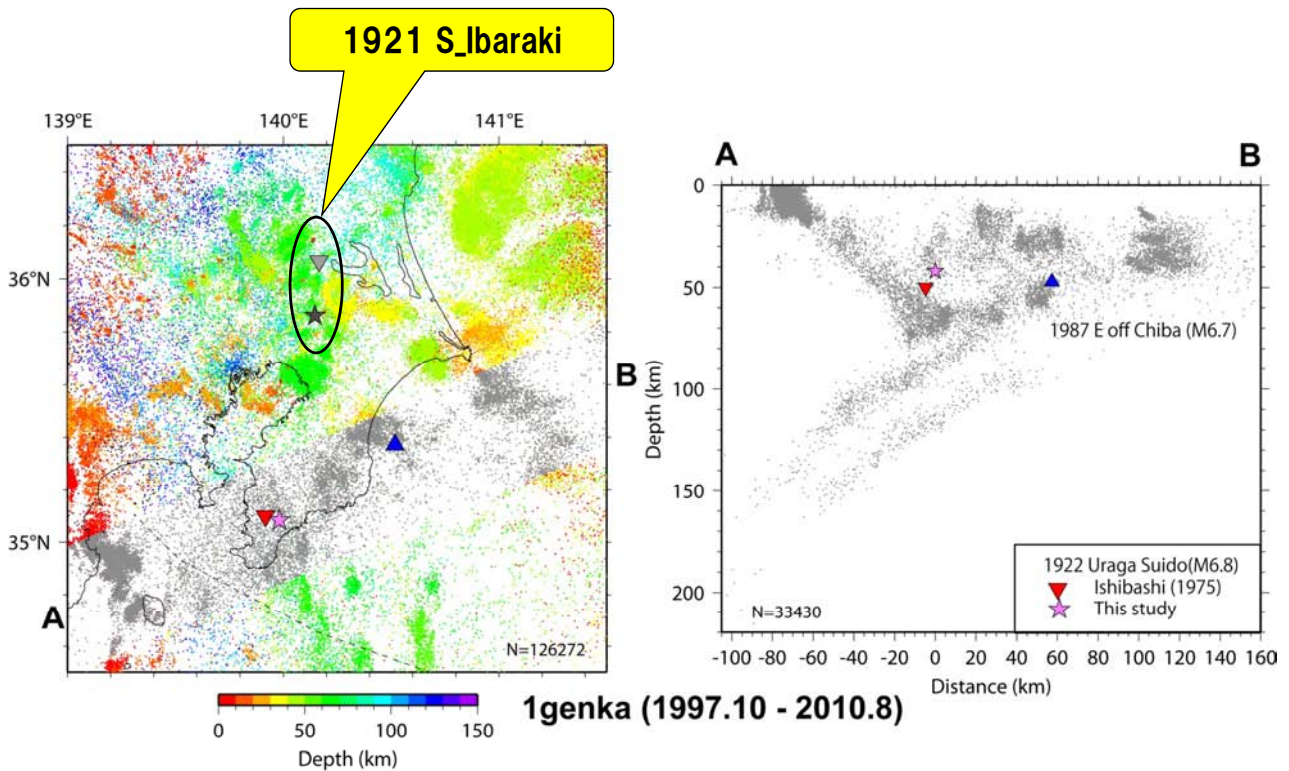 1921 S_Ibaraki
139°E 140°E 141°E
36°N
35°N
A
B
N=126272
0 50 100 150
Depth (km)
1genka (1997.10 - 2010.8)
A B
0
50
100
150
200
Depth (km)
1987 E off Chiba (M6.7)
1922 Uraga Suido(M6.8)
Ishibashi (1975)
This study
N=33430
-100 -80 -60 -40 -20 0 20 40 60 80 100 120 140 160
Distance (km)